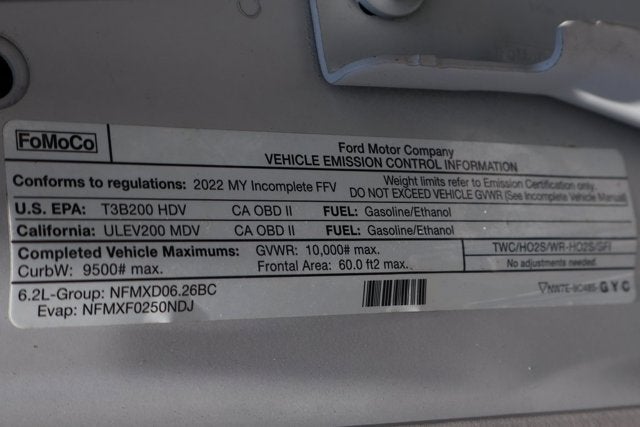 FoMoCo
Ford Motor Company
VEHICLE EMISSION CONTROL INFORMATION
Conforms to regulations: 2022 MY Incomplete FFV
Weight limits refer to Emission Certification only.
DO NOT EXCEED VEHICLE GVWR (See Incomplete Vehicle Manual)
U.S. EPA: T3B200 HDV CA OBD II FUEL: Gasoline/Ethanol
California: ULEV200 MDV CA OBD II FUEL: Gasoline/Ethanol
Completed Vehicle Maximums: GVWR: 10,000# max.
CurbW: 9500# max. Frontal Area: 60.0 ft2 max.
TWC/HO2S/WR-HO2S/SFI
No adjustments needed.
6.2L-Group: NFMXD06.26BC
Evap: NFMXF0250NDJ
GYC